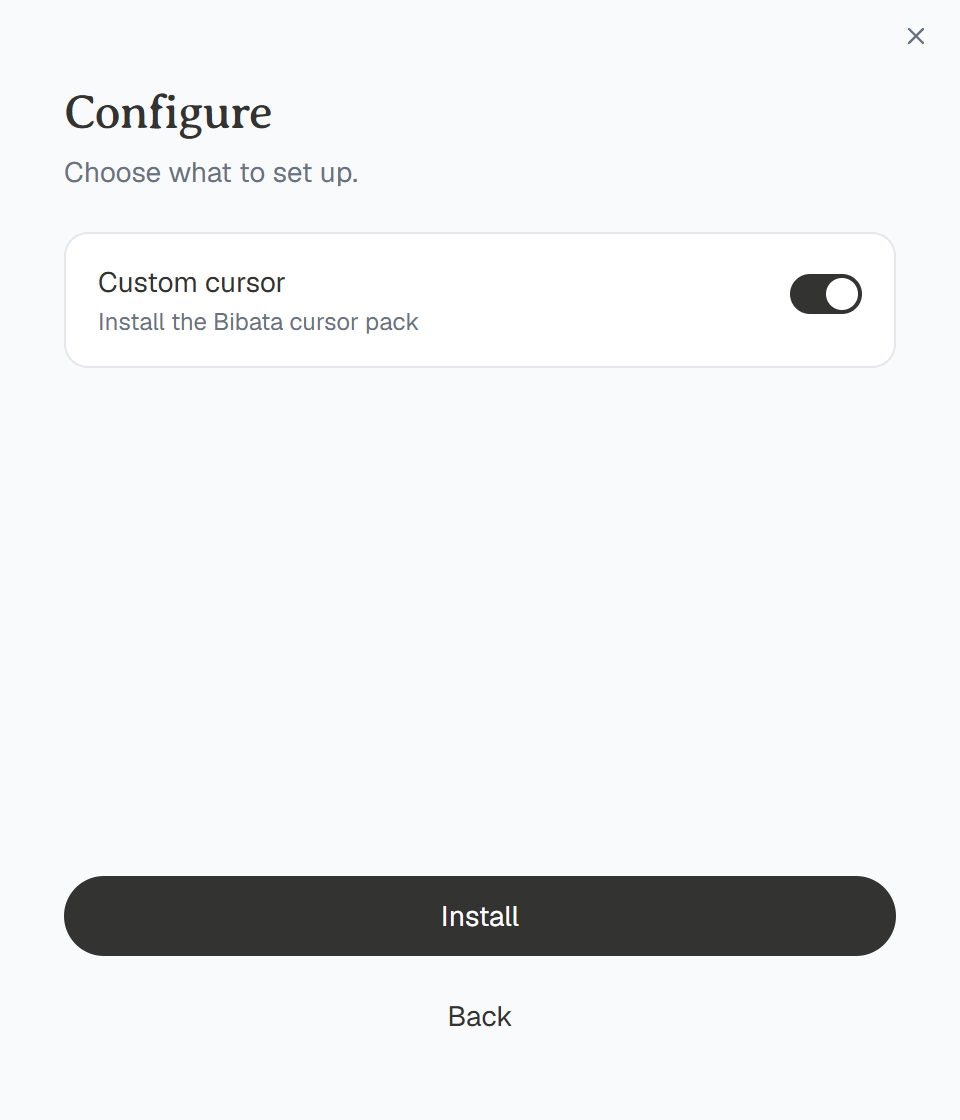 Configure
Choose what to set up.
Custom cursor
Install the Bibata cursor pack
Install
Back